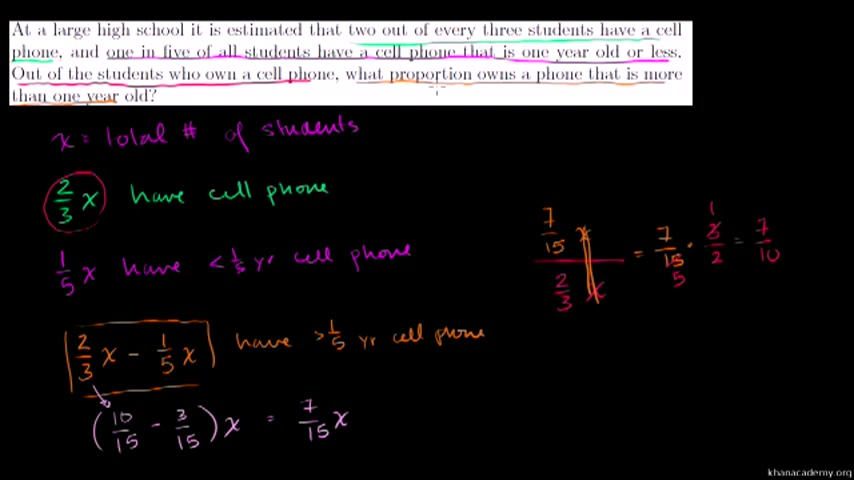 At a large high school it is estimated that two out of every three students have a cell
phone, and one in five of all students have a cell phone that is one year old or less.
Out of the students who own a cell phone, what proportion owns a phone that is more
than one year old?
x = total # of students
2/3 x have cell phone
1/5 x have < 1/5 yr cell phone
2/3 x - 1/5 x have > 1/5 yr cell phone
(10/15 - 3/15) x = 7/15 x
7/15 x / 2/3 x = 7/15 5 · 1 3/2 = 7/10
khanacademy.org